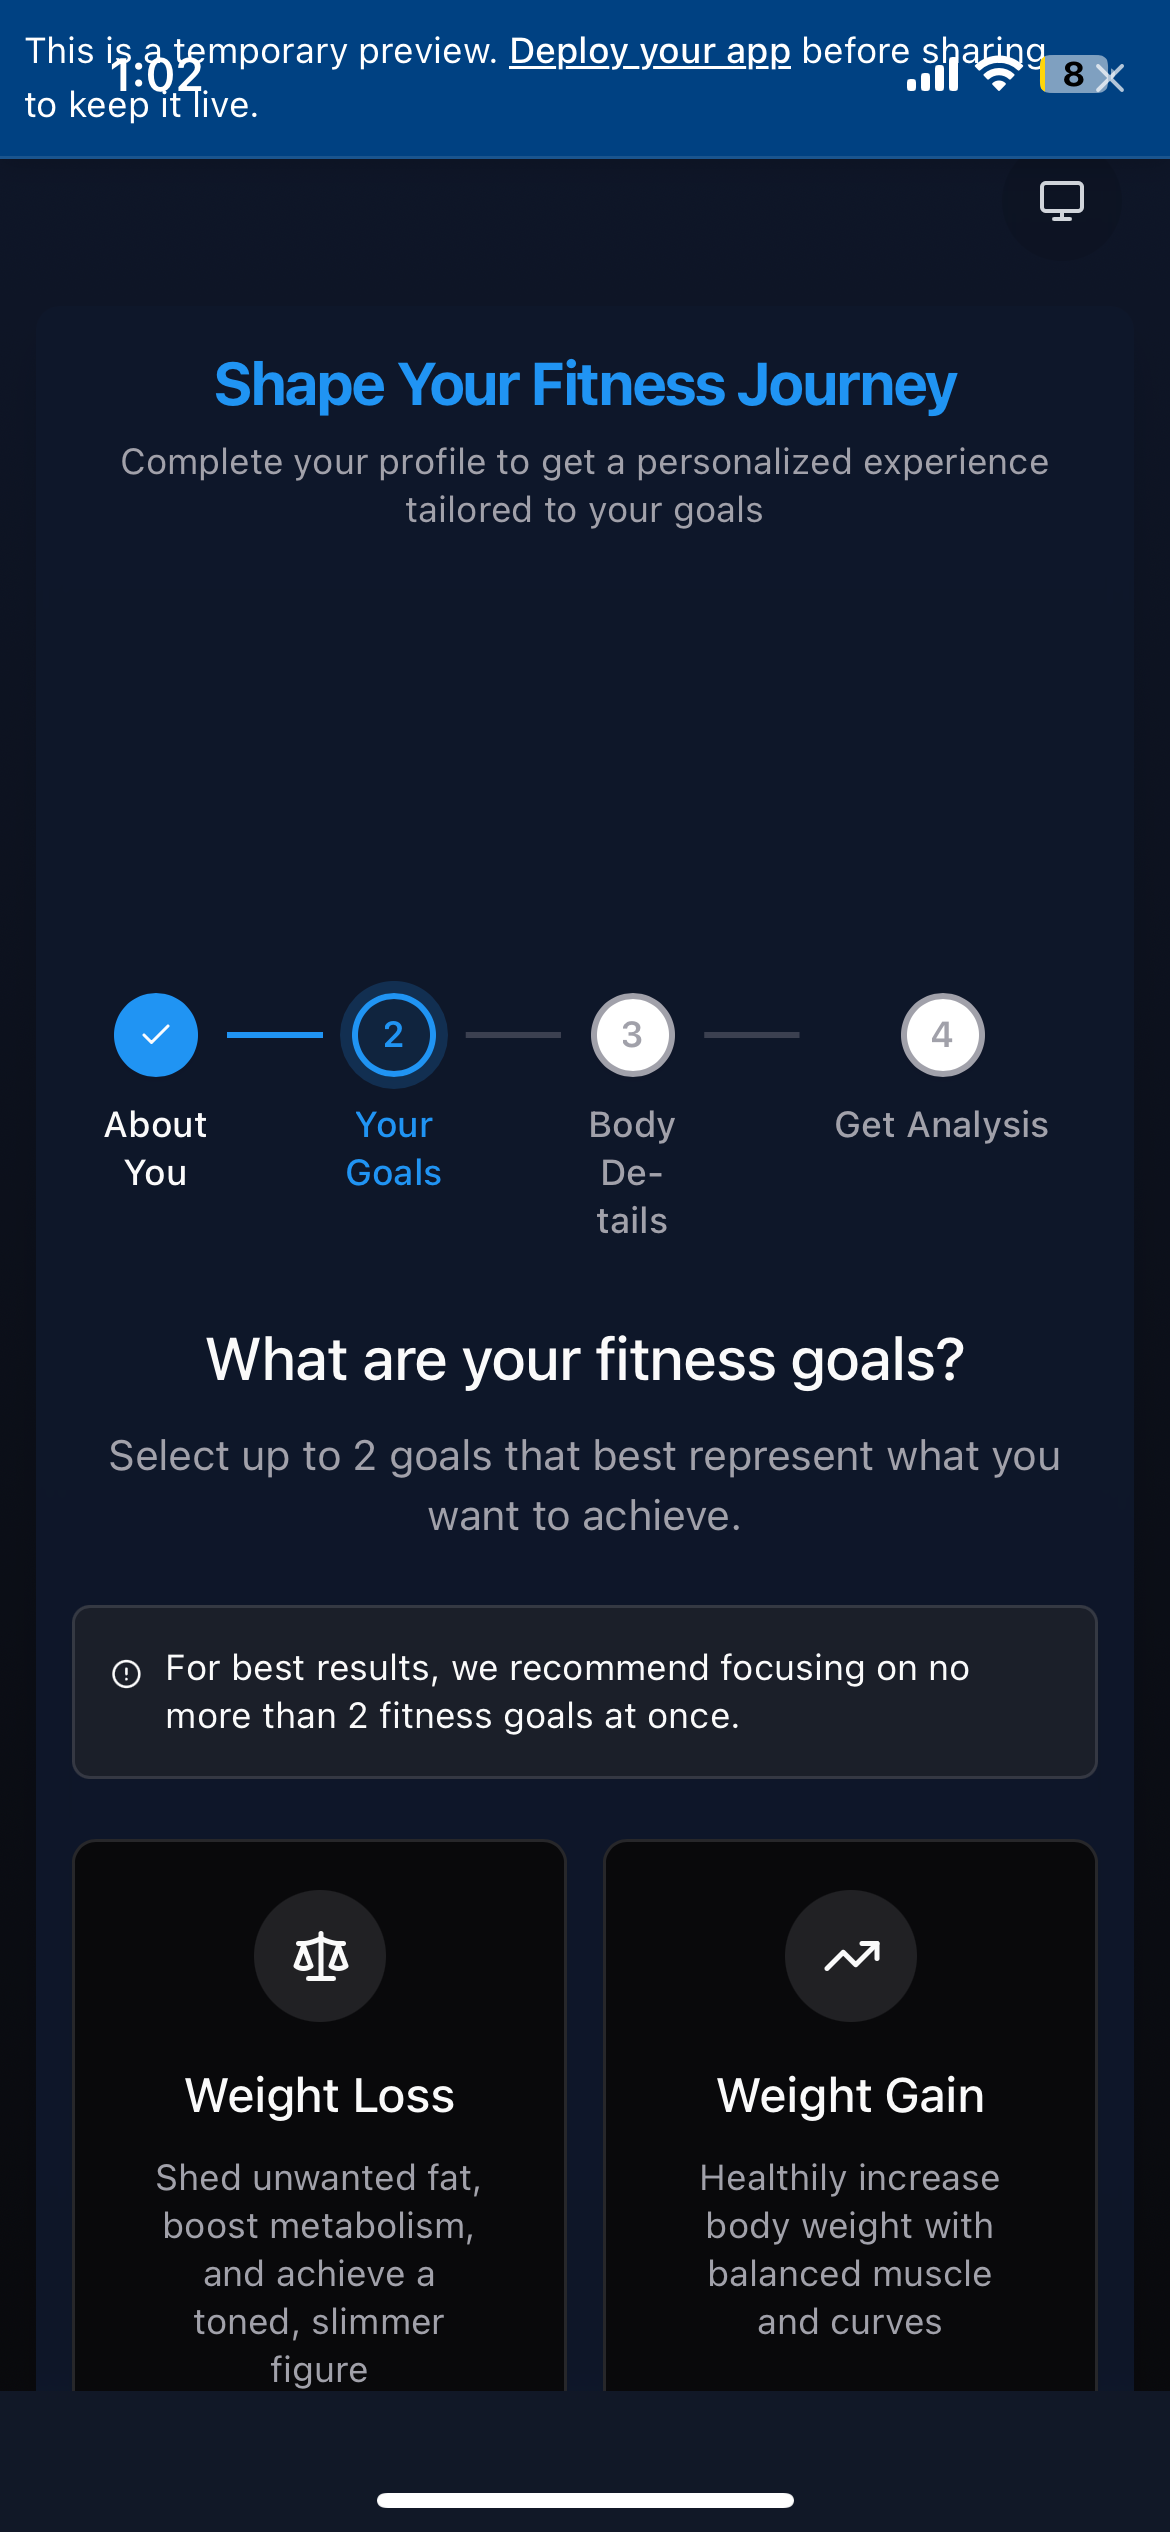 This is a temporary preview. Deploy your app before sharing
to keep it live.
1:02
8
Shape Your Fitness Journey
Complete your profile to get a personalized experience
tailored to your goals
2
3
4
About
You
Your
Goals
Body
De-
tails
Get Analysis
What are your fitness goals?
Select up to 2 goals that best represent what you
want to achieve.
For best results, we recommend focusing on no
more than 2 fitness goals at once.
Weight Loss
Shed unwanted fat,
boost metabolism,
and achieve a
toned, slimmer
figure
Weight Gain
Healthily increase
body weight with
balanced muscle
and curves